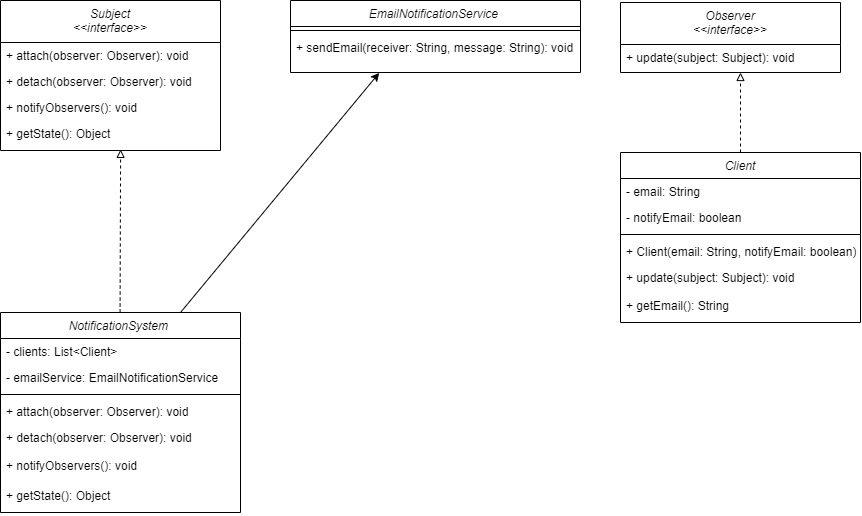 Subject
<<interface>>
+ attach(observer: Observer): void
+ detach(observer: Observer): void
+ notifyObservers(): void
+ getState(): Object
EmailNotificationService
+ sendEmail(receiver: String, message: String): void
Observer
<<interface>>
+ update(subject: Subject): void
Client
- email: String
- notifyEmail: boolean
+ Client(email: String, notifyEmail: boolean)
+ update(subject: Subject): void
+ getEmail(): String
NotificationSystem
- clients: List<Client>
- emailService: EmailNotificationService
+ attach(observer: Observer): void
+ detach(observer: Observer): void
+ notifyObservers(): void
+ getState(): Object